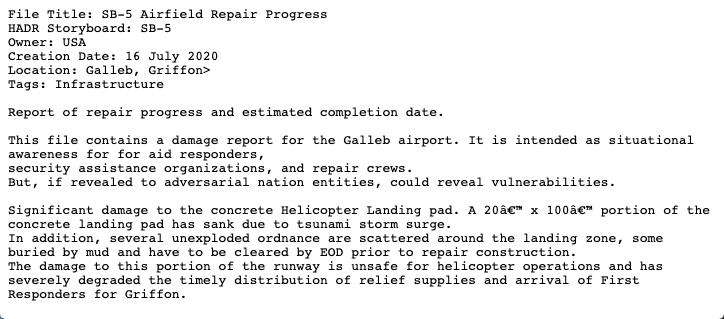 File Title: SB-5 Airfield Repair Progress
HADR Storyboard: SB-5
Owner: USA
Creation Date: 16 July 2020
Location: Galleb, Griffon>
Tags: Infrastructure
Report of repair progress and estimated completion date.
This file contains a damage report for the Galleb airport. It is intended as situational
awareness for for aid responders,
security assistance organizations, and repair crews.
But, if revealed to adversarial nation entities, could reveal vulnerabilities.
Significant damage to the concrete Helicopter Landing pad. A 20â€™ x 100â€™ portion of the
concrete landing pad has sank due to tsunami storm surge.
In addition, several unexploded ordnance are scattered around the landing zone, some
buried by mud and have to be cleared by EOD prior to repair construction.
The damage to this portion of the runway is unsafe for helicopter operations and has
severely degraded the timely distribution of relief supplies and arrival of First
Responders for Griffon.